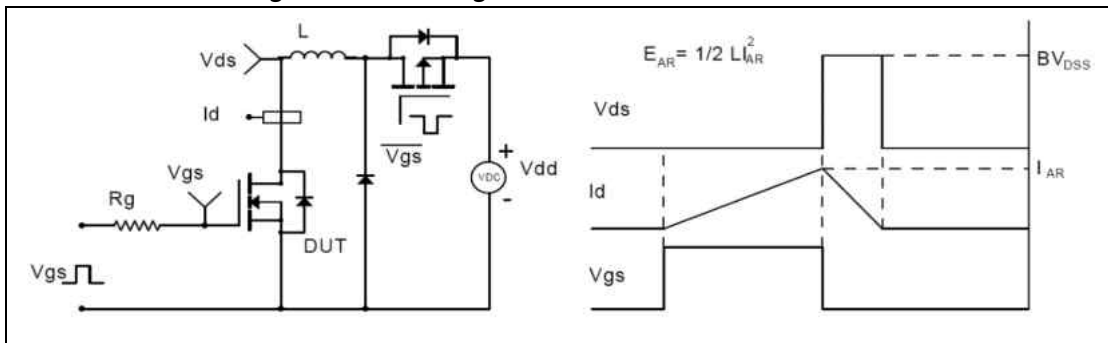 L
Vds
Id
Vgs
Vgs
Rg
DUT
Vgs
+
VDC
Vdd
-
E_AR = 1/2 LI²_AR
BV_DSS
Vds
I_AR
Id
Vgs